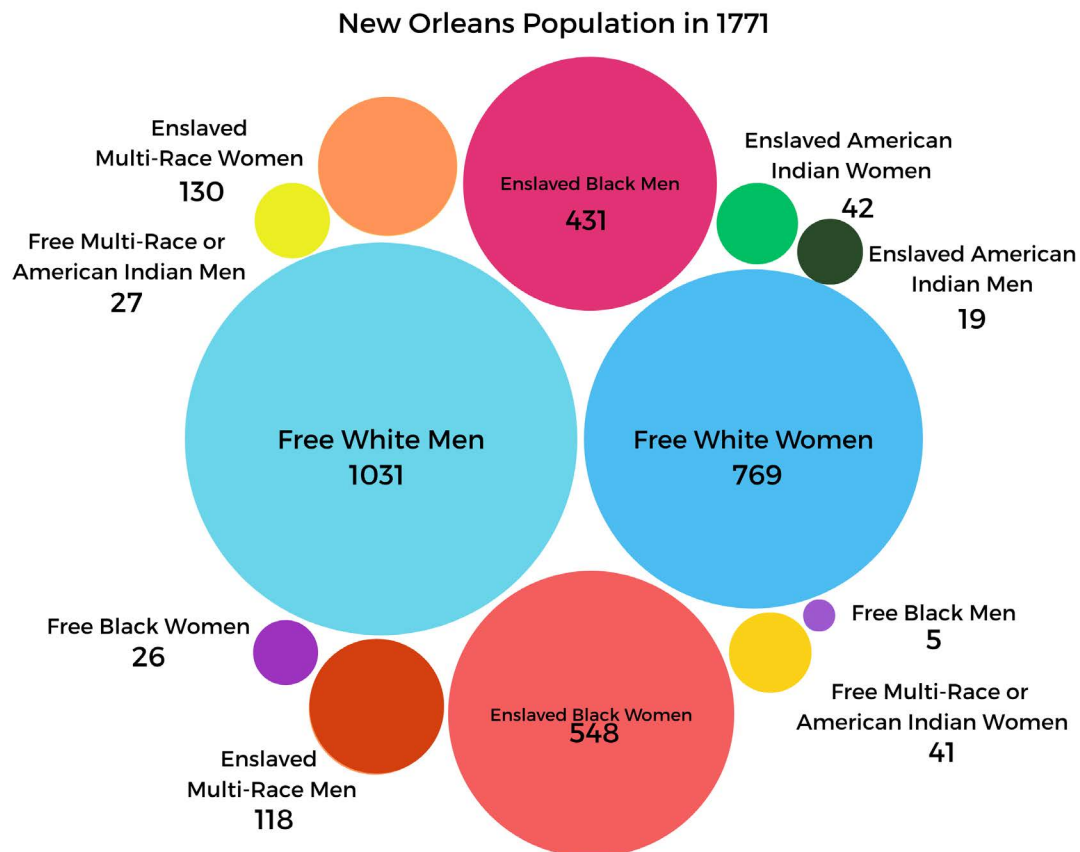 New Orleans Population in 1771
Enslaved
Multi-Race Women
130
Free Multi-Race or
American Indian Men
27
Enslaved Black Men
431
Enslaved American
Indian Women
42
Enslaved American
Indian Men
19
Free White Men
1031
Free White Women
769
Free Black Women
26
Enslaved
Multi-Race Men
118
Enslaved Black Women
548
Free Black Men
5
Free Multi-Race or
American Indian Women
41